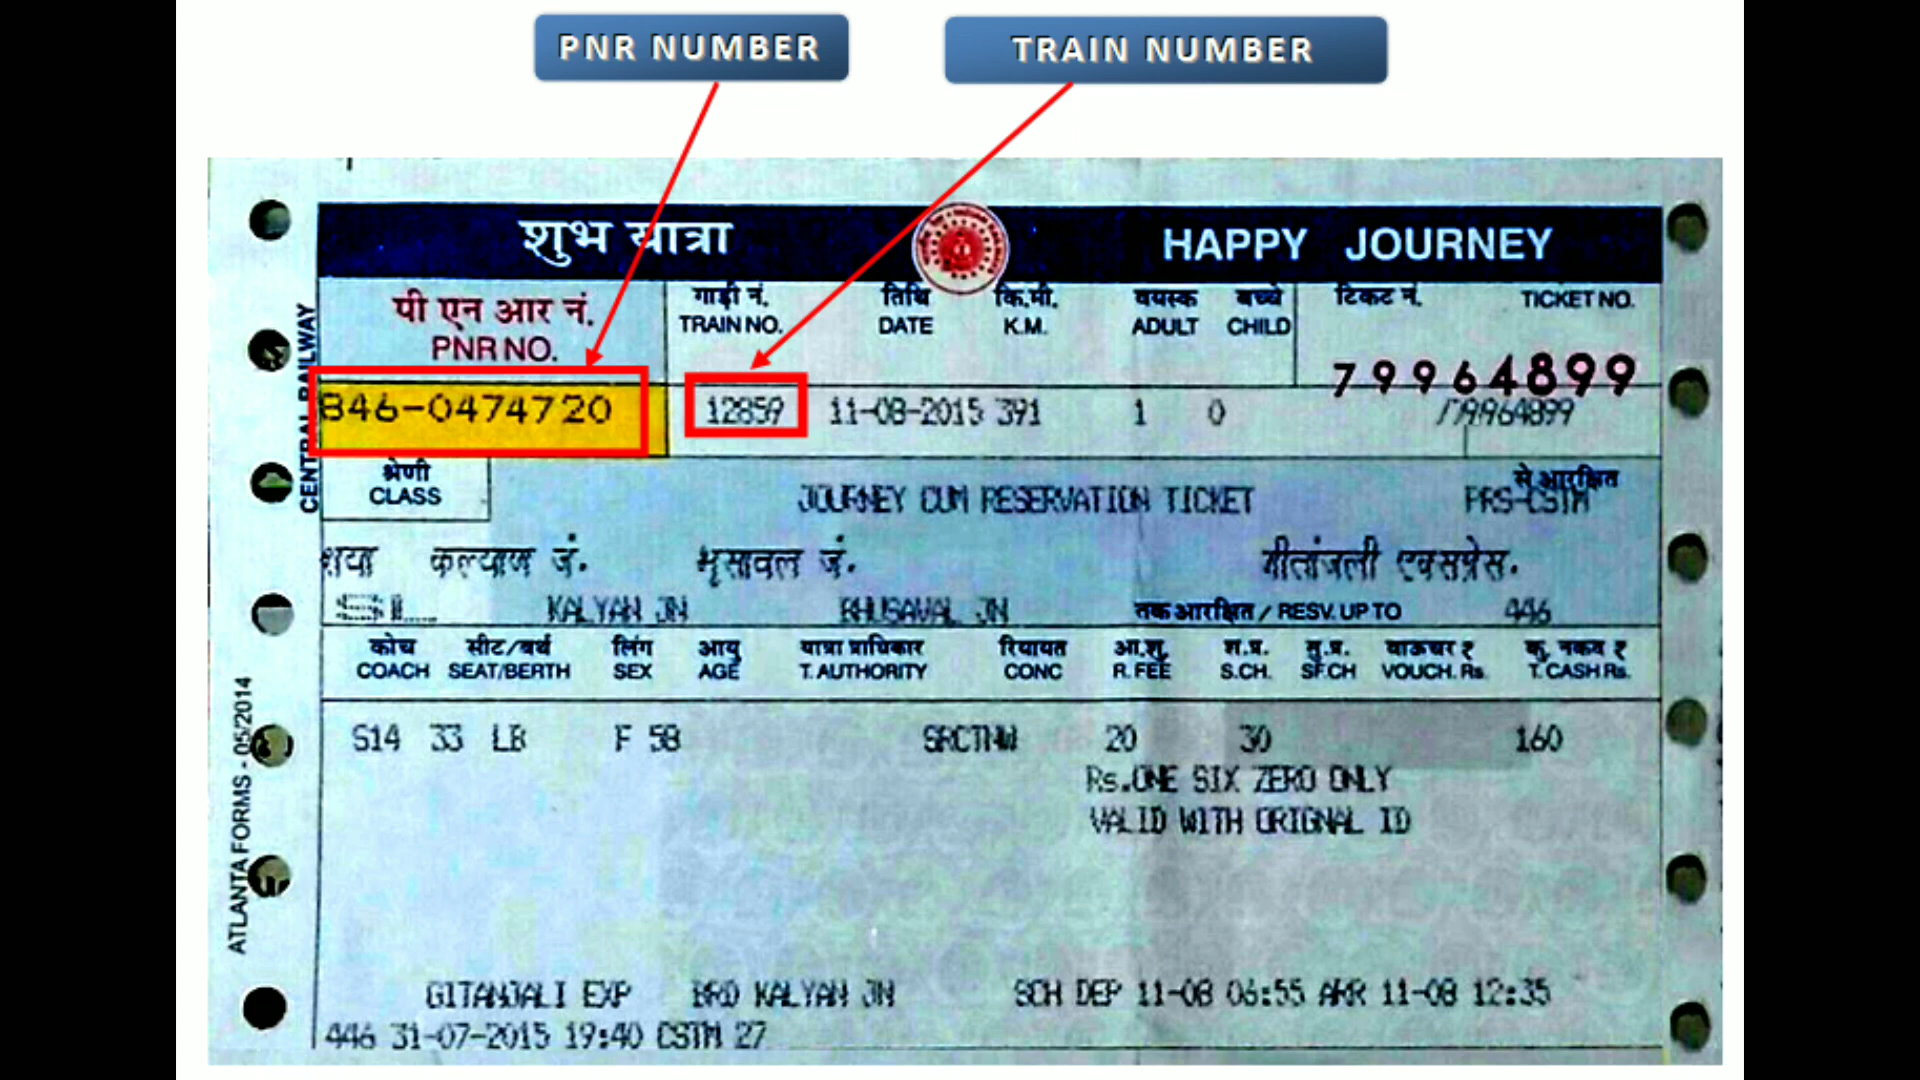 PNR NUMBER TRAIN NUMBER
शुभ यात्रा HAPPY JOURNEY
पी एन आर नं. गाड़ी नं. तिथि कि.मी. वयस्क बच्चे टिकट नं. TICKET NO.
PNR NO. TRAIN NO. DATE K.M. ADULT CHILD
79964899
846-0474720 12859 11-08-2015 391 1 0 79964899
श्रेणी से आरक्षित
CLASS JOURNEY CUM RESERVATION TICKET PRS-CSTM
शया कल्याण जं. भुसावल जं. गीतांजली एक्सप्रेस.
SL KALYAN JN BHUSAVAL JN तक आरक्षित / RESV. UP TO 446
कोच सीट/बर्थ लिंग आयु यात्रा प्राधिकार रियायत आ.शु. श.प्र. सु.प्र. वाऊचर ₹ कु. नकद ₹
COACH SEAT/BERTH SEX AGE T. AUTHORITY CONC R. FEE S.CH. SF.CH VOUCH. Rs. T. CASH Rs.
S14 33 LB F 58 SRCTNW 20 30 160
Rs.ONE SIX ZERO ONLY
VALID WITH ORIGNAL ID
GITANJALI EXP BRD KALYAN JN SCH DEP 11-08 06:55 ARR 11-08 12:35
446 31-07-2015 19:40 CSTM 27
CENTRAL RAILWAY
ATLANTA FORMS - 05/2014